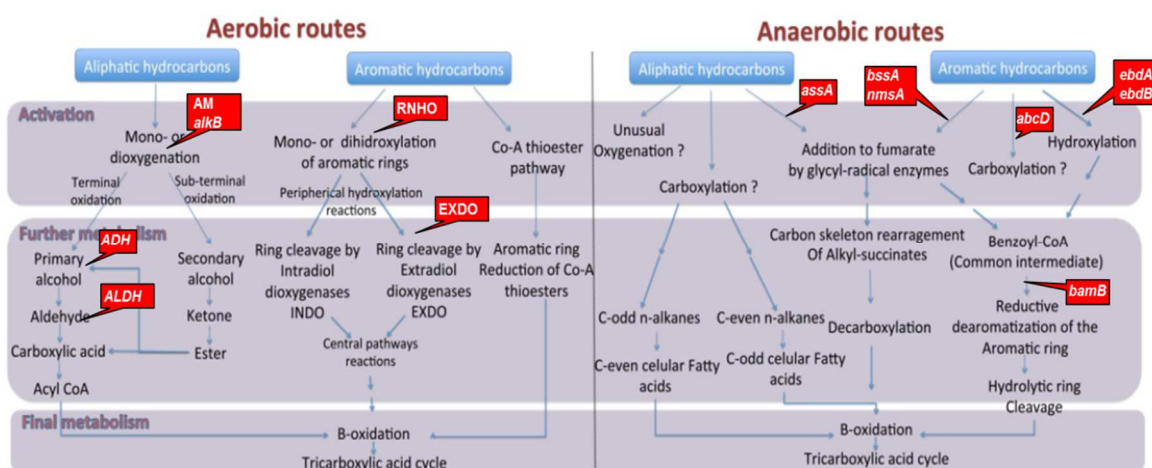 Aerobic routes
Aliphatic hydrocarbons
Aromatic hydrocarbons
Activation
AM
alkB
RNHO
Mono- or
dioxygenation
Mono- or dihidroxylation
of aromatic rings
Co-A thioester
pathway
Terminal
oxidation
Sub-terminal
oxidation
Peripherical hydroxylation
reactions
EXDO
Further metabolism
ADH
Primary
alcohol
Secondary
alcohol
Ring cleavage by
Intradiol
dioxygenases
INDO
Ring cleavage by
Extradiol
dioxygenases
EXDO
Aromatic ring
Reduction of Co-A
thioesters
ALDH
Aldehyde
Ketone
Carboxylic acid
Ester
Central pathways
reactions
Acyl CoA
Final metabolism
B-oxidation
Tricarboxylic acid cycle
Anaerobic routes
Aliphatic hydrocarbons
Aromatic hydrocarbons
assA
bssA
nmsA
abcD
ebdA
ebdB
Unusual
Oxygenation ?
Carboxylation ?
Addition to fumarate
by glycyl-radical enzymes
Carboxylation ?
Hydroxylation
Carbon skeleton rearragement
Of Alkyl-succinates
Benzoyl-CoA
(Common intermediate)
bamB
C-odd n-alkanes
C-even n-alkanes
Decarboxylation
Reductive
dearomatization of the
Aromatic ring
C-even celular Fatty
acids
C-odd celular Fatty
acids
Hydrolytic ring
Cleavage
B-oxidation
Tricarboxylic acid cycle